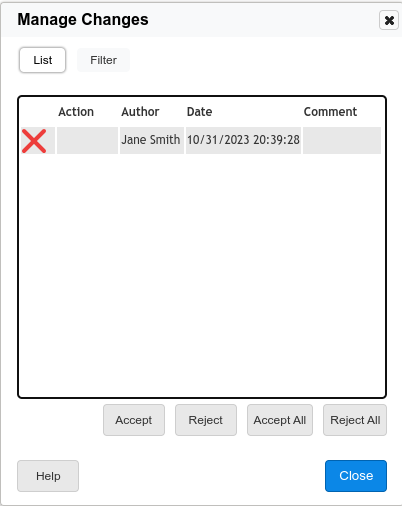 Manage Changes
List Filter
Action Author Date Comment
Jane Smith 10/31/2023 20:39:28
Accept Reject Accept All Reject All
Help Close